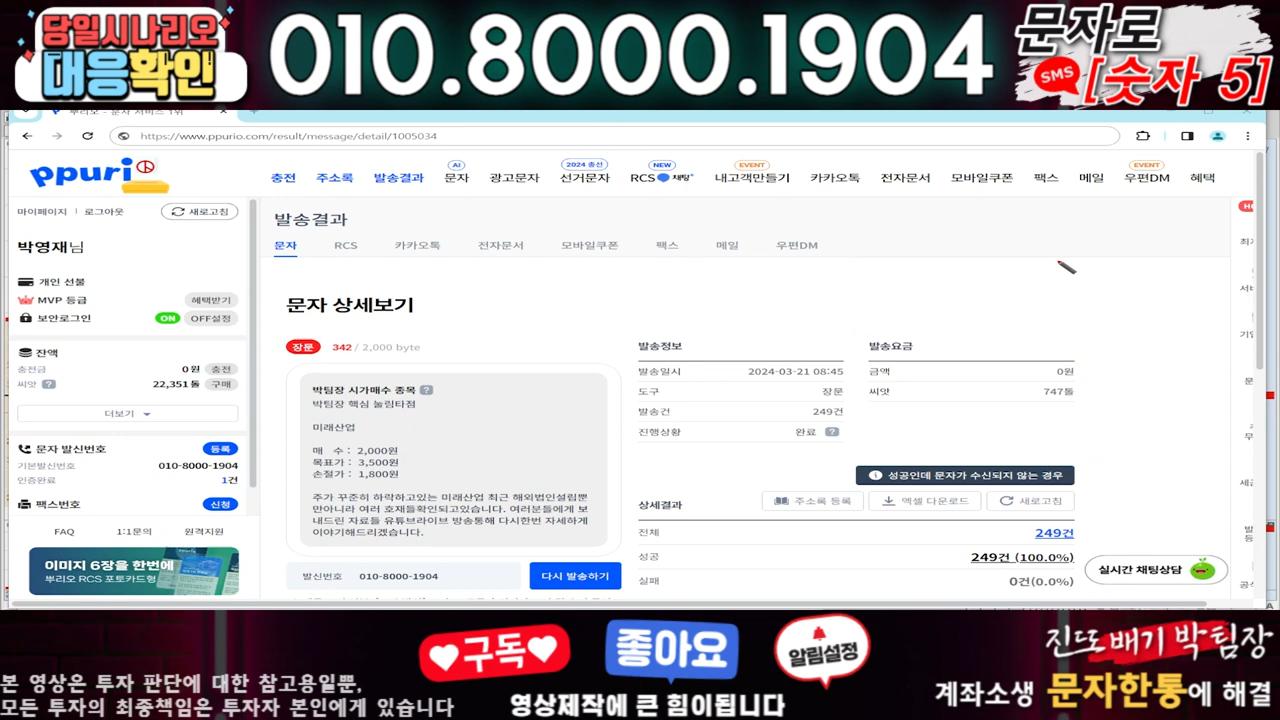 당일시나리오
대응확인
010.8000.1904
문자로
SMS [숫자 5]
뿌리오 - 문자 서비스 1위
https://www.ppurio.com/result/message/detail/1005034
ppuri
충전 주소록 발송결과 AI 문자 광고문자 2024 총선 선거문자 NEW RCS 채팅+ EVENT 내고객만들기 카카오톡 전자문서 모바일쿠폰 팩스 메일 EVENT 우편DM 혜택
마이페이지 | 로그아웃 새로고침
박영재님
개인 선불
MVP 등급 혜택받기
보안로그인 ON OFF설정
잔액
충전금 0원 충전
씨앗 ? 22,351톨 구매
더보기
문자 발신번호 등록
기본발신번호 010-8000-1904
인증완료 1건
팩스번호 신청
FAQ 1:1문의 원격지원
이미지 6장을 한번에
뿌리오 RCS 포토카드형
발송결과
문자 RCS 카카오톡 전자문서 모바일쿠폰 팩스 메일 우편DM
문자 상세보기
장문 342 / 2,000 byte
박팀장 시가매수 종목 ?
박팀장 핵심 눌림타점
미래산업
매 수 : 2,000원
목표가 : 3,500원
손절가 : 1,800원
주가 꾸준히 하락하고있는 미래산업 최근 해외법인설립뿐
만아니라 여러 호재들확인되고있습니다. 여러분들에게 보
내드린 자료들 유튜브라이브 방송통해 다시한번 자세하게
이야기해드리겠습니다.
발신번호 010-8000-1904 다시 발송하기
발송정보
발송일시 2024-03-21 08:45
도구 장문
발송건 249건
진행상황 완료 ?
발송요금
금액 0원
씨앗 747톨
성공인데 문자가 수신되지 않는 경우
상세결과 주소록 등록 엑셀 다운로드 새로고침
전체 249건
성공 249건 (100.0%)
실패 0건(0.0%)
실시간 채팅상담
구독 좋아요 알림설정
영상제작에 큰 힘이됩니다
본 영상은 투자 판단에 대한 참고용일뿐,
모든 투자의 최종책임은 투자자 본인에게 있습니다
진또배기 박팀장
계좌소생 문자한통에 해결